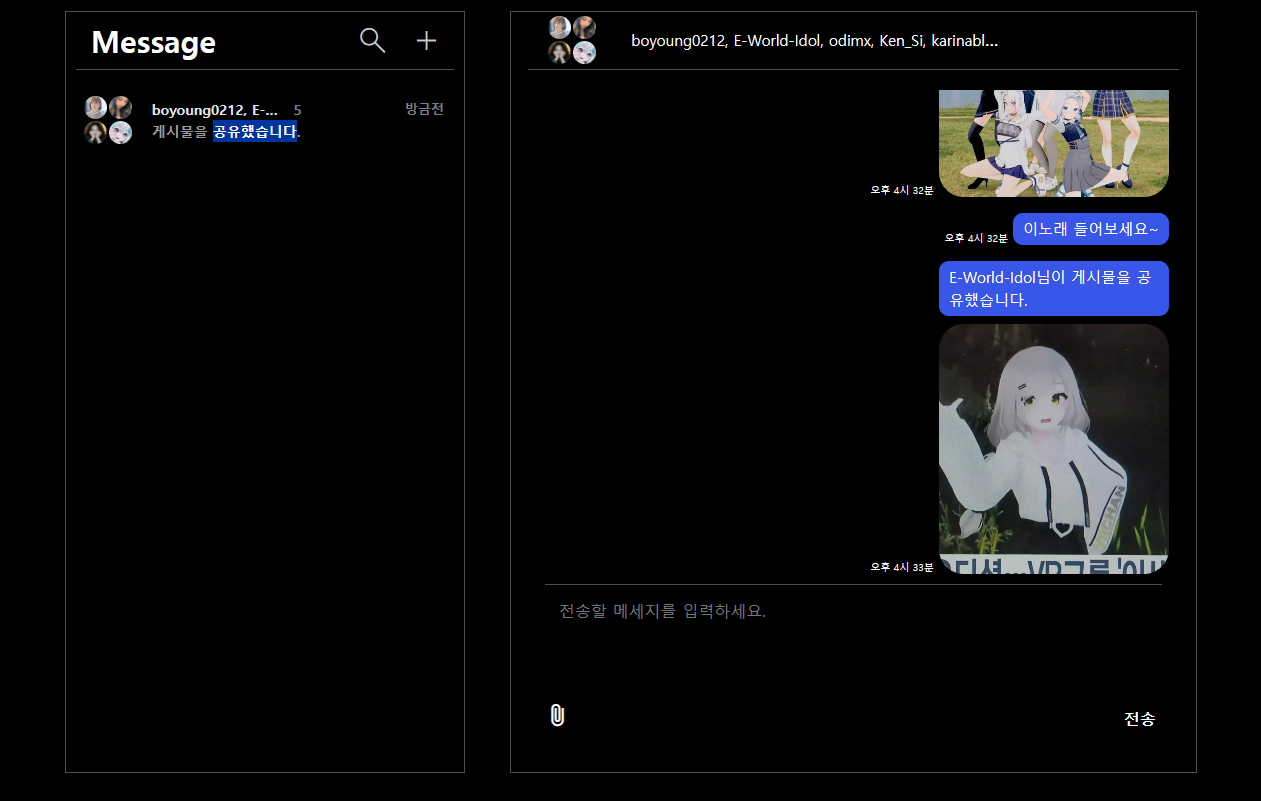 Message
boyoung0212, E-... 5 방금전
게시물을 공유했습니다.
boyoung0212, E-World-Idol, odimx, Ken_Si, karinabl...
오후 4시 32분
이노래 들어보세요~
오후 4시 32분
E-World-Idol님이 게시물을 공
유했습니다.
오후 4시 33분
전송할 메세지를 입력하세요.
전송